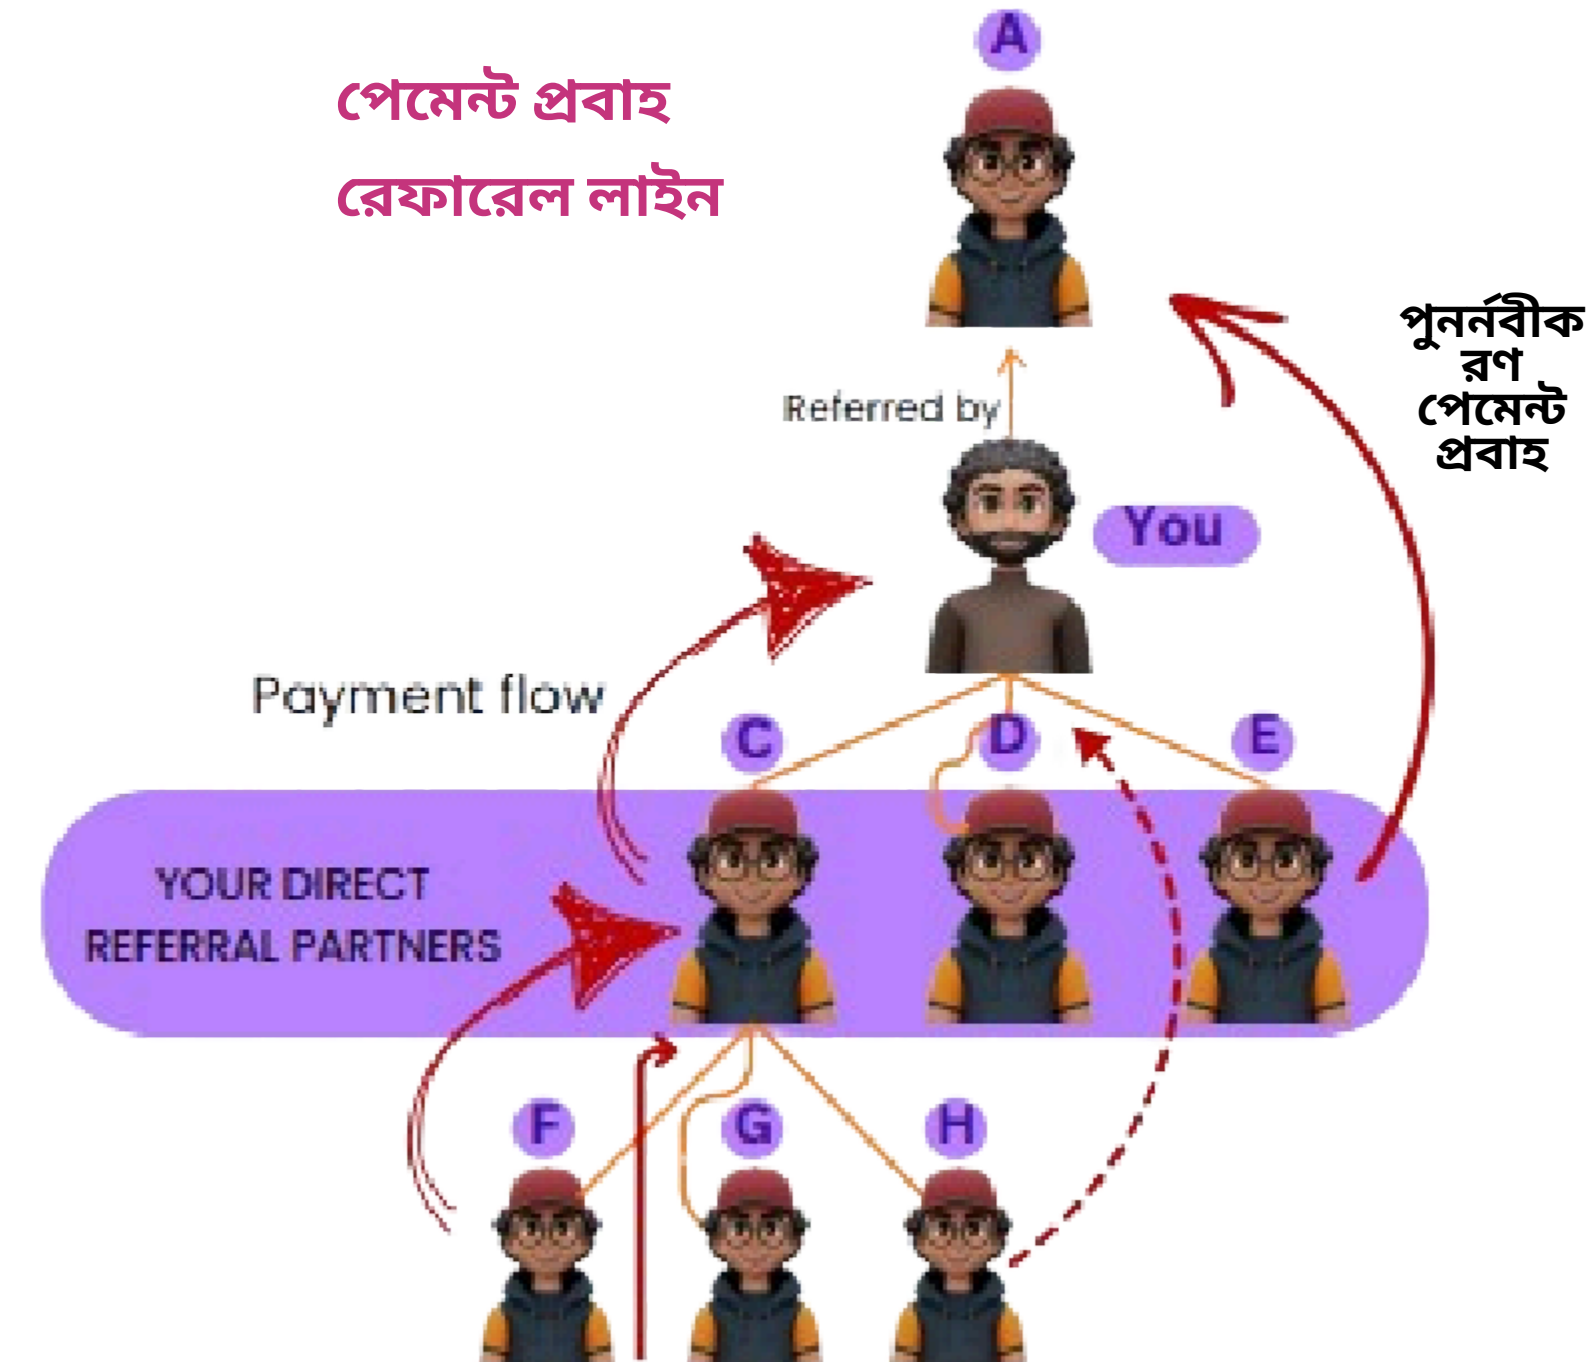 A
পেমেন্ট প্রবাহ
রেফারেল লাইন
পুনর্নবীক
রণ
পেমেন্ট
প্রবাহ
Referred by
You
Payment flow
C
D
E
YOUR DIRECT
REFERRAL PARTNERS
F
G
H